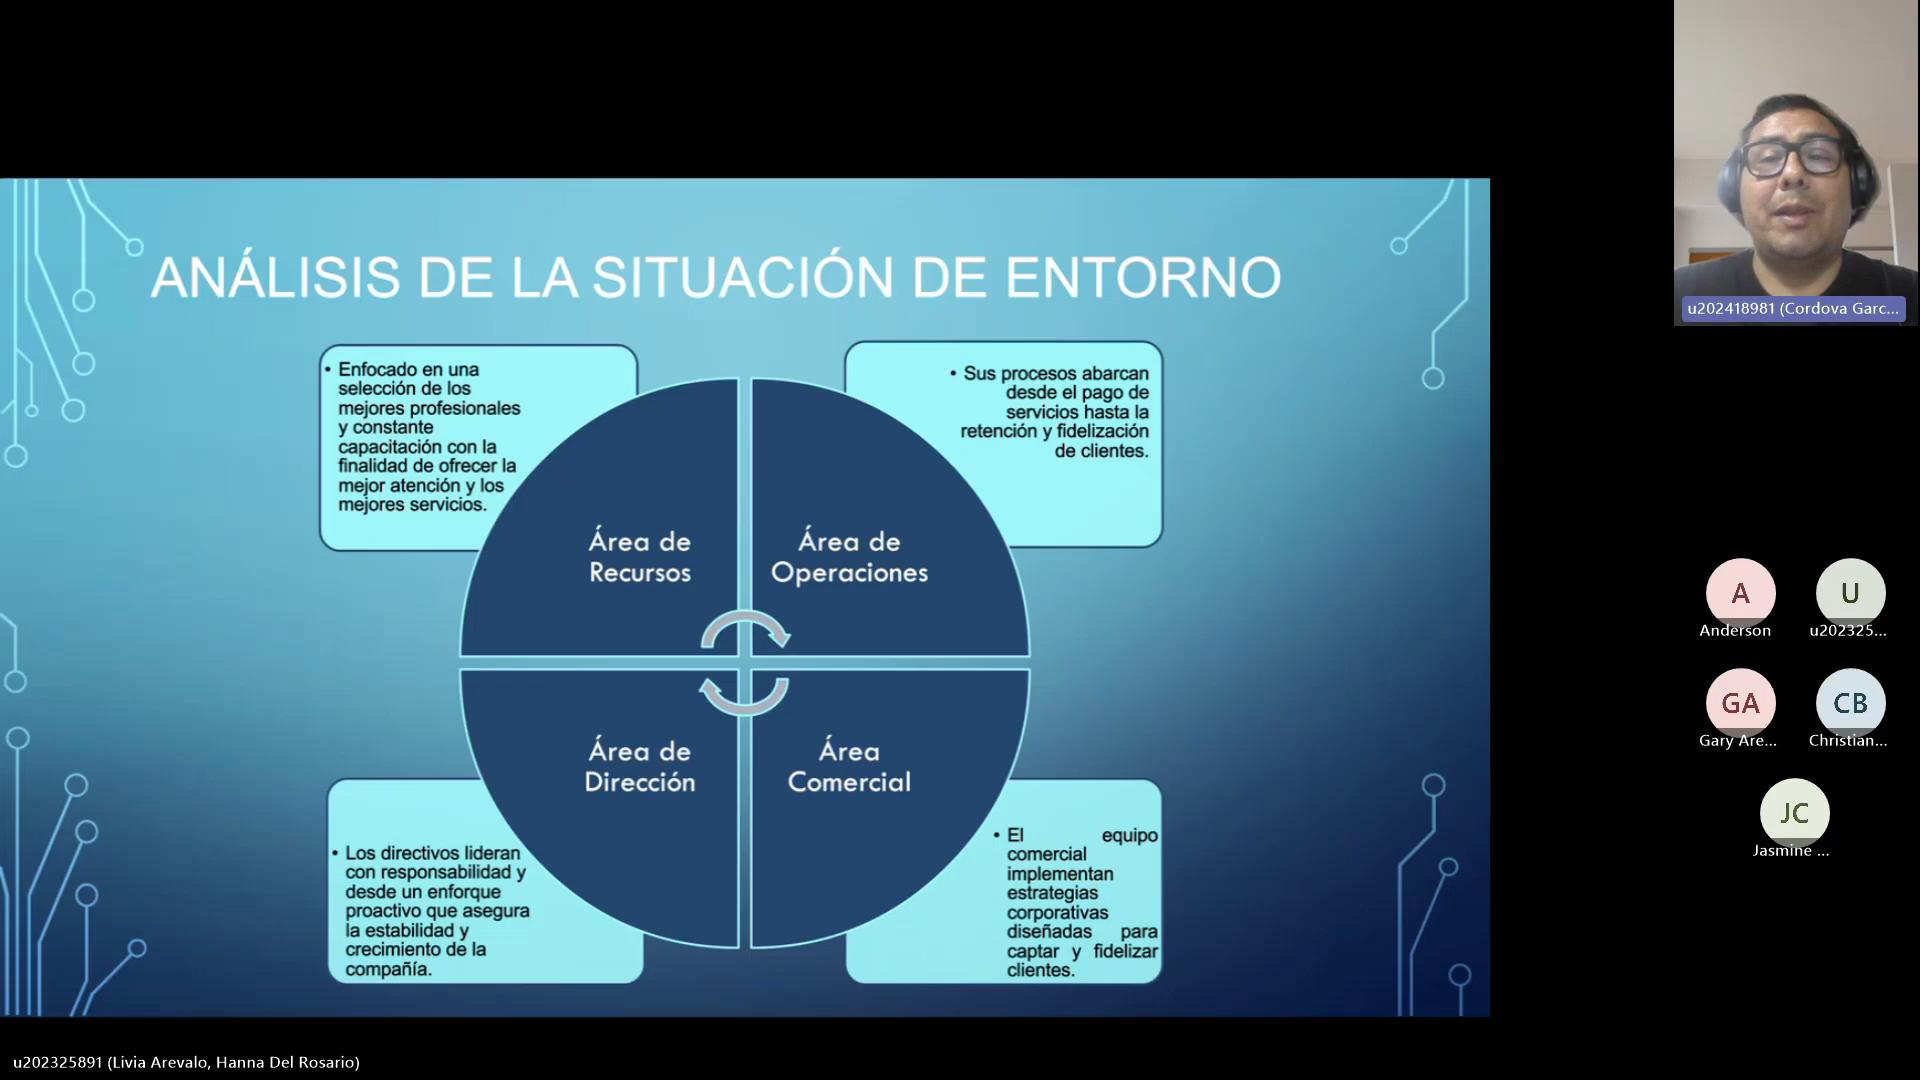 ANÁLISIS DE LA SITUACIÓN DE ENTORNO
• Enfocado en una
selección de los
mejores profesionales
y constante
capacitación con la
finalidad de ofrecer la
mejor atención y los
mejores servicios.
• Sus procesos abarcan
desde el pago de
servicios hasta la
retención y fidelización
de clientes.
Área de
Recursos
Área de
Operaciones
Área de
Dirección
Área
Comercial
• Los directivos lideran
con responsabilidad y
desde un enforque
proactivo que asegura
la estabilidad y
crecimiento de la
compañía.
• El equipo
comercial
implementan
estrategias
corporativas
diseñadas para
captar y fidelizar
clientes.
u202418981 (Cordova Garc...
A
Anderson
U
u202325...
GA
Gary Are...
CB
Christian...
JC
Jasmine ...
u202325891 (Livia Arevalo, Hanna Del Rosario)